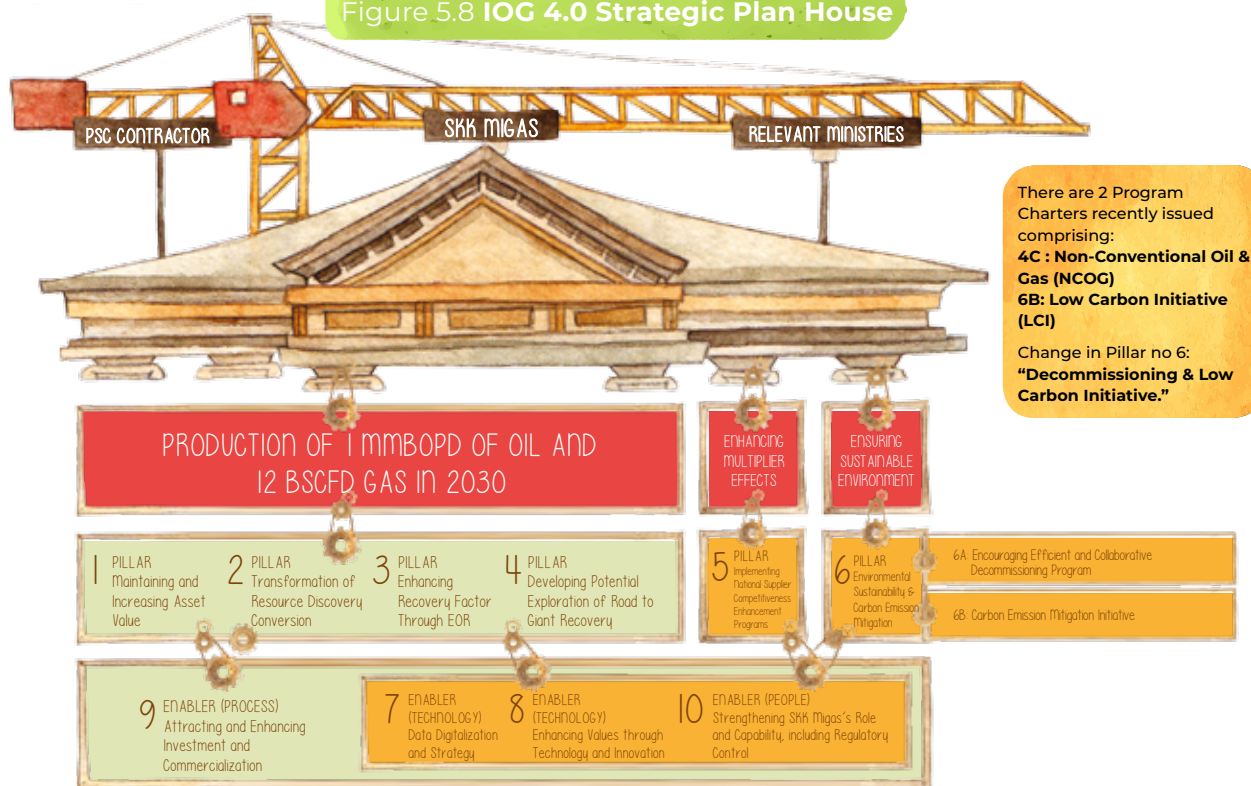 Figure 5.8 IOG 4.0 Strategic Plan House
PSC CONTRACTOR
SKK MIGAS
RELEVANT MINISTRIES
There are 2 Program
Charters recently issued
comprising:
4C : Non-Conventional Oil &
Gas (NCOG)
6B: Low Carbon Initiative
(LCI)
Change in Pillar no 6:
“Decommissioning & Low
Carbon Initiative.”
PRODUCTION OF 1 MMBOPD OF OIL AND
12 BSCFD GAS IN 2030
ENHANCING
MULTIPLIER
EFFECTS
ENSURING
SUSTAINABLE
ENVIRONMENT
1 PILLAR
Maintaining and
Increasing Asset
Value
2 PILLAR
Transformation of
Resource Discovery
Conversion
3 PILLAR
Enhancing
Recovery Factor
Through EOR
4 PILLAR
Developing Potential
Exploration of Road to
Giant Recovery
5 PILLAR
Implementing
National Supplier
Competitiveness
Enhancement
Programs
6 PILLAR
Environmental
Sustainability &
Carbon Emission
Mitigation
6A Encouraging Efficient and Collaborative
Decommissioning Program
6B. Carbon Emission Mitigation Initiative
9 ENABLER (PROCESS)
Attracting and Enhancing
Investment and
Commercialization
7 ENABLER
(TECHNOLOGY)
Data Digitalization
and Strategy
8 ENABLER
(TECHNOLOGY)
Enhancing Values through
Technology and Innovation
10 ENABLER (PEOPLE)
Strengthening SKK Migas's Role
and Capability, including Regulatory
Control